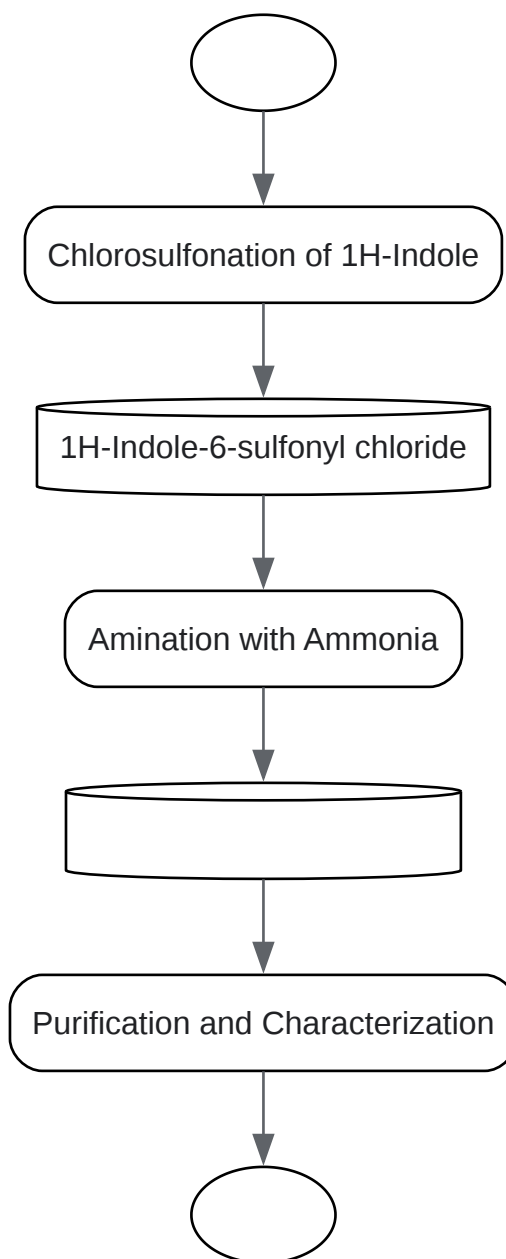 Chlorosulfonation of 1H-Indole
1H-Indole-6-sulfonyl chloride
Amination with Ammonia
Purification and Characterization